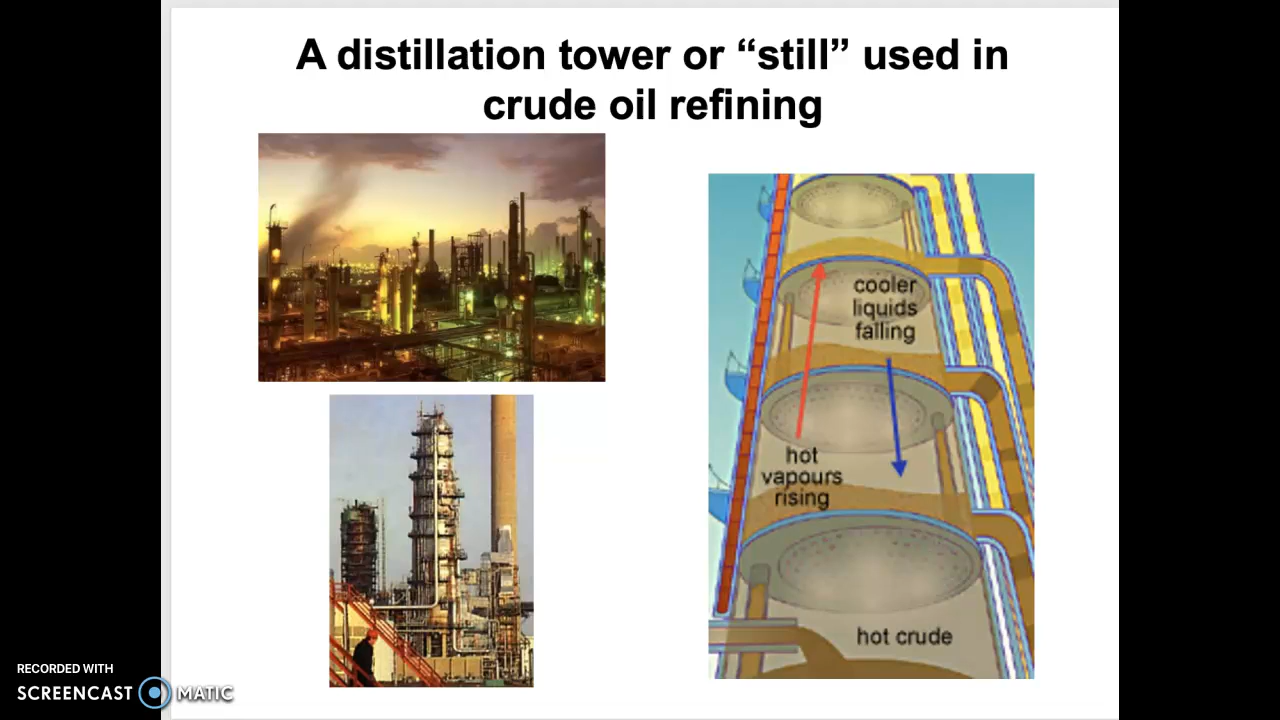 A distillation tower or “still” used in
crude oil refining
cooler
liquids
falling
hot
vapours
rising
hot crude
RECORDED WITH
SCREENCAST MATIC